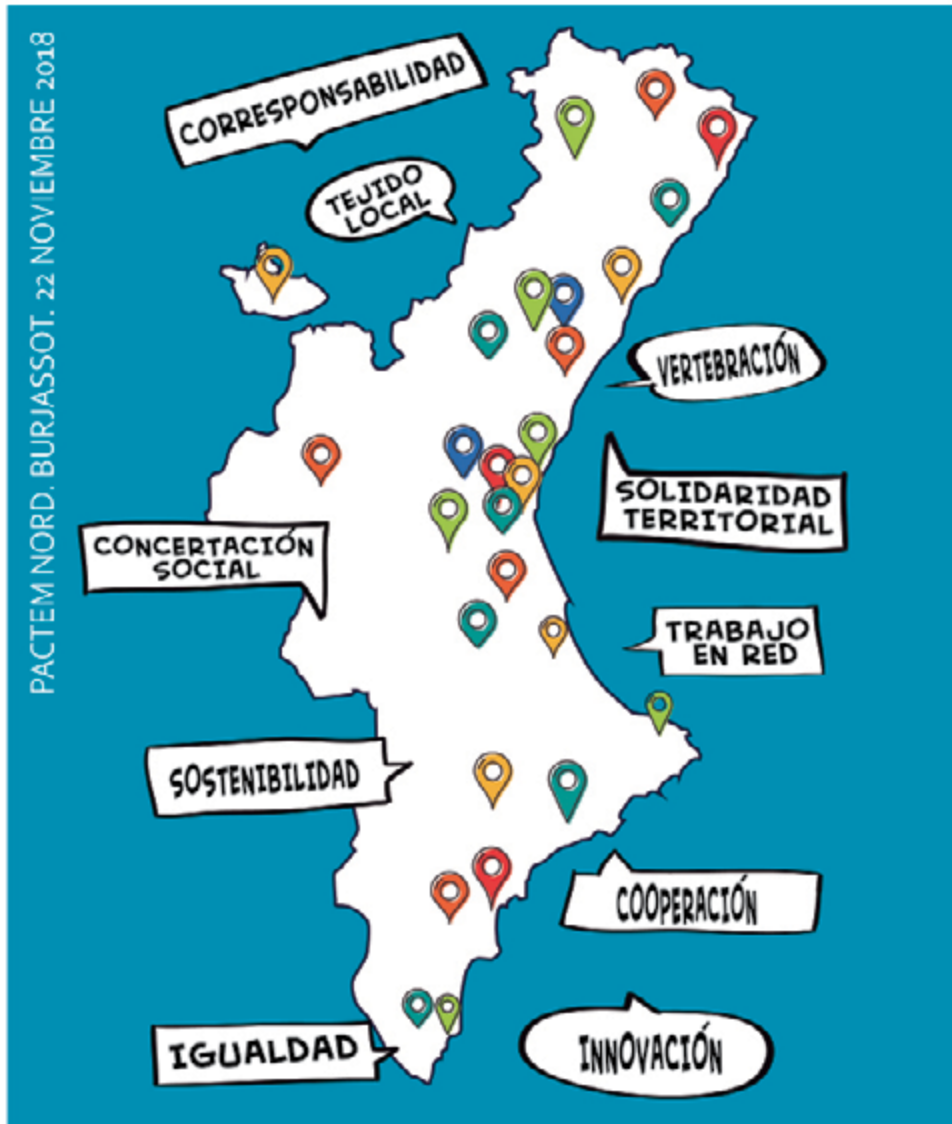 PACTEM NORD. BURJASSOT. 22 NOVIEMBRE 2018
CORRESPONSABILIDAD
TEJIDO
LOCAL
VERTEBRACIÓN
SOLIDARIDAD
TERRITORIAL
CONCERTACIÓN
SOCIAL
TRABAJO
EN RED
SOSTENIBILIDAD
COOPERACIÓN
IGUALDAD
INNOVACIÓN